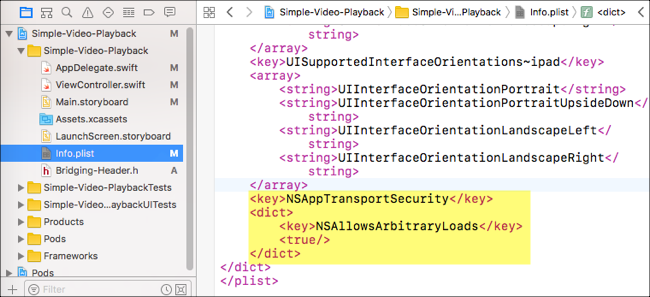 Simple-Video-Playback
Simple-Vi...Playback
Info.plist
<dict>
Simple-Video-Playback M
Simple-Video-Playback
AppDelegate.swift M
ViewController.swift M
Main.storyboard M
Assets.xcassets
LaunchScreen.storyboard
Info.plist M
Bridging-Header.h A
Simple-Video-PlaybackTests
Simple-Video...aybackUITests
Products
Pods
Frameworks
Pods
Filter
string>
</array>
<key>UISupportedInterfaceOrientations~ipad</key>
<array>
<string>UIInterfaceOrientationPortrait</string>
<string>UIInterfaceOrientationPortraitUpsideDown</
string>
<string>UIInterfaceOrientationLandscapeLeft</
string>
<string>UIInterfaceOrientationLandscapeRight</
string>
</array>
<key>NSAppTransportSecurity</key>
<dict>
<key>NSAllowsArbitraryLoads</key>
<true/>
</dict>
</dict>
</plist>